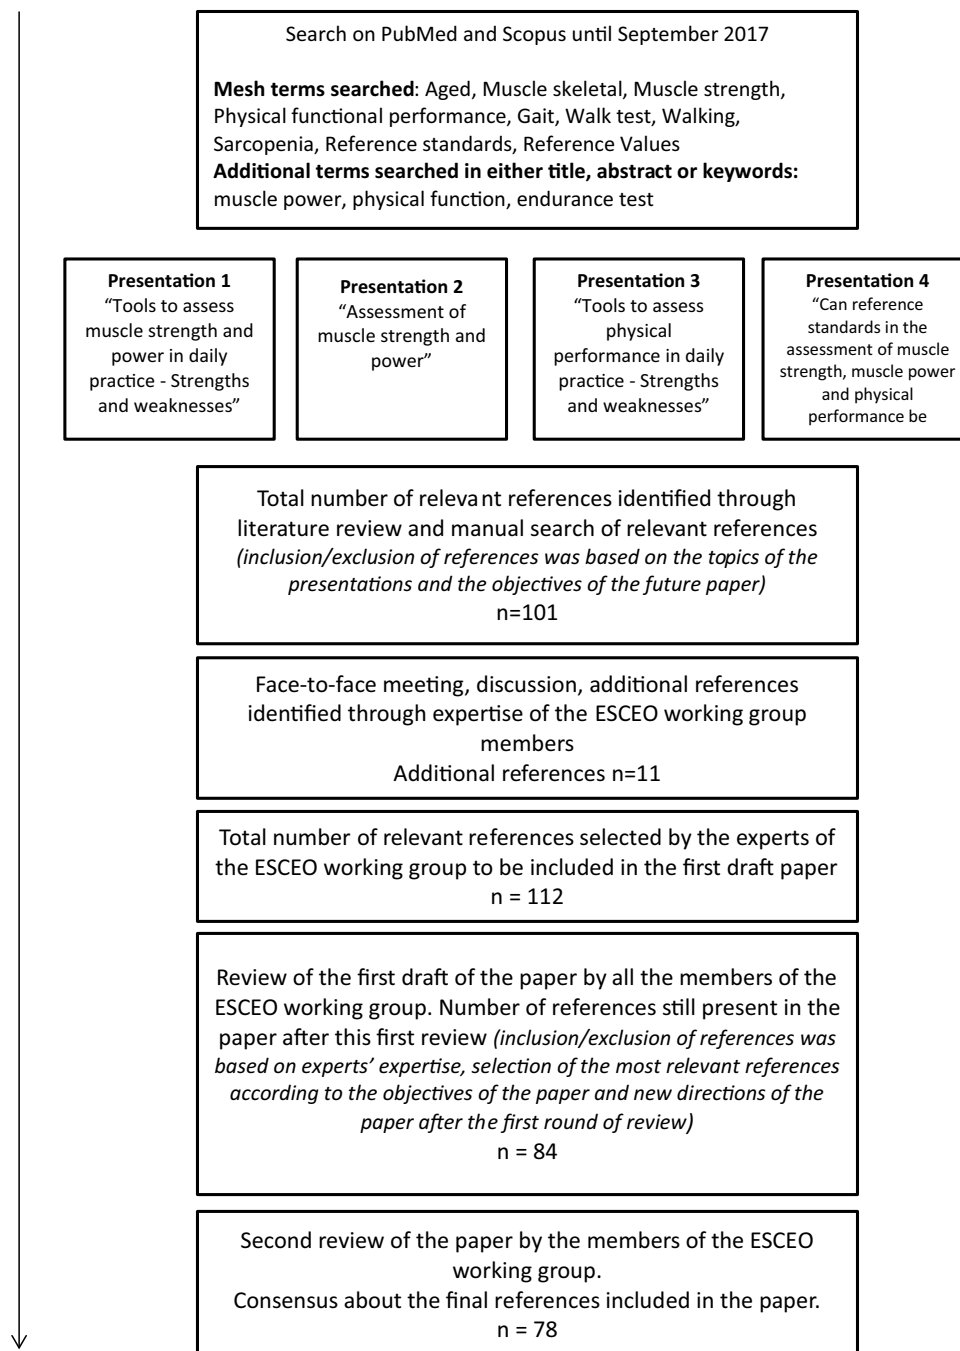 Search on PubMed and Scopus until September 2017
Mesh terms searched: Aged, Muscle skeletal, Muscle strength,
Physical functional performance, Gait, Walk test, Walking,
Sarcopenia, Reference standards, Reference Values
Additional terms searched in either title, abstract or keywords:
muscle power, physical function, endurance test
Presentation 1
“Tools to assess
muscle strength and
power in daily
practice - Strengths
and weaknesses”
Presentation 2
“Assessment of
muscle strength and
power”
Presentation 3
“Tools to assess
physical
performance in daily
practice - Strengths
and weaknesses”
Presentation 4
“Can reference
standards in the
assessment of muscle
strength, muscle power
and physical
performance be
Total number of relevant references identified through
literature review and manual search of relevant references
(inclusion/exclusion of references was based on the topics of the
presentations and the objectives of the future paper)
n=101
Face-to-face meeting, discussion, additional references
identified through expertise of the ESCEO working group
members
Additional references n=11
Total number of relevant references selected by the experts of
the ESCEO working group to be included in the first draft paper
n = 112
Review of the first draft of the paper by all the members of the
ESCEO working group. Number of references still present in the
paper after this first review (inclusion/exclusion of references was
based on experts’ expertise, selection of the most relevant references
according to the objectives of the paper and new directions of the
paper after the first round of review)
n = 84
Second review of the paper by the members of the ESCEO
working group.
Consensus about the final references included in the paper.
n = 78